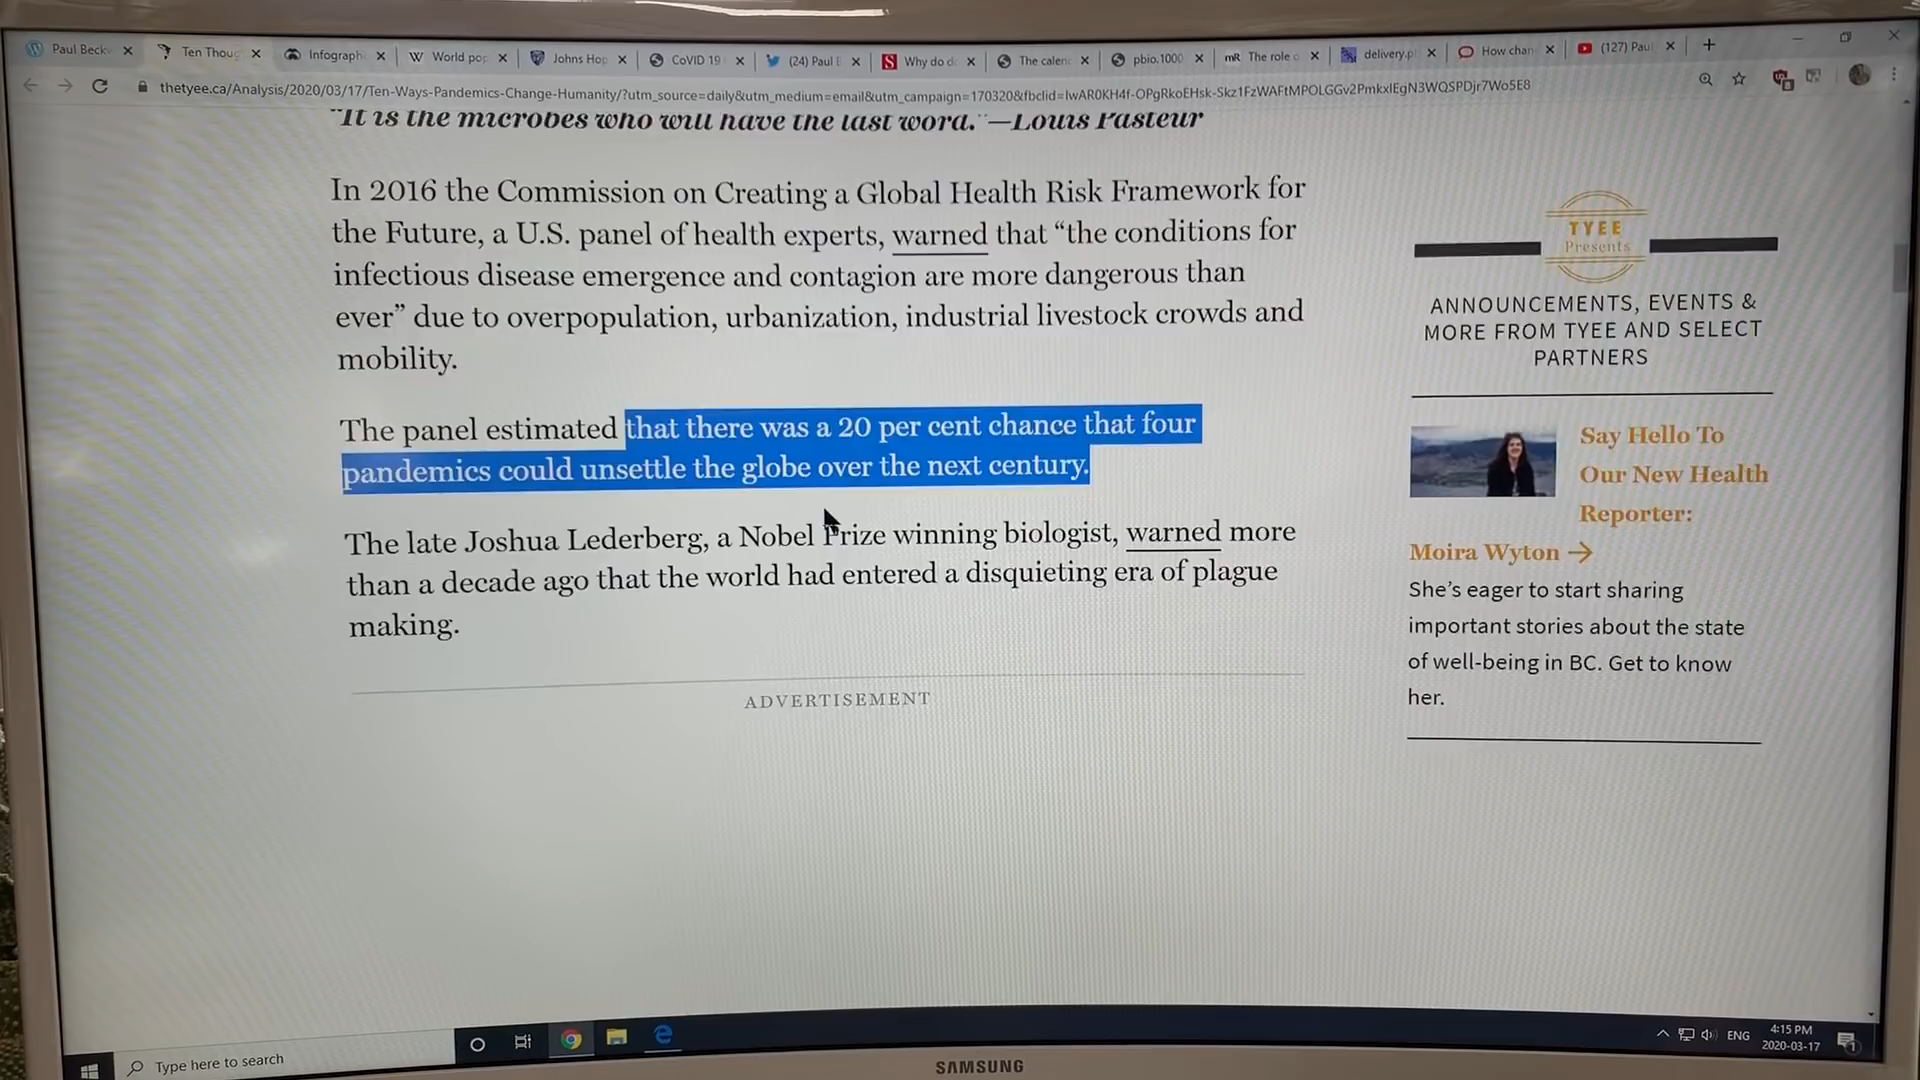 Paul Beck
Ten Thoug
Infograph
World pop
Johns Hop
CoVID 19
(24) Paul B
Why do d
The calen
pbio.1000
mR The role o
delivery.p
How chan
(127) Paul
thetyee.ca/Analysis/2020/03/17/Ten-Ways-Pandemics-Change-Humanity/?utm_source=daily&utm_medium=email&utm_campaign=170320&fbclid=
"It is the microbes who will have the last word."—Louis Pasteur
In 2016 the Commission on Creating a Global Health Risk Framework for
the Future, a U.S. panel of health experts, warned that “the conditions for
infectious disease emergence and contagion are more dangerous than
ever” due to overpopulation, urbanization, industrial livestock crowds and
mobility.
The panel estimated that there was a 20 per cent chance that four
pandemics could unsettle the globe over the next century.
The late Joshua Lederberg, a Nobel Prize winning biologist, warned more
than a decade ago that the world had entered a disquieting era of plague
making.
ADVERTISEMENT
TYEE
Presents
ANNOUNCEMENTS, EVENTS &
MORE FROM TYEE AND SELECT
PARTNERS
Say Hello To
Our New Health
Reporter:
Moira Wyton →
She’s eager to start sharing
important stories about the state
of well-being in BC. Get to know
her.
Type here to search
ENG
4:15 PM
2020-03-17
SAMSUNG